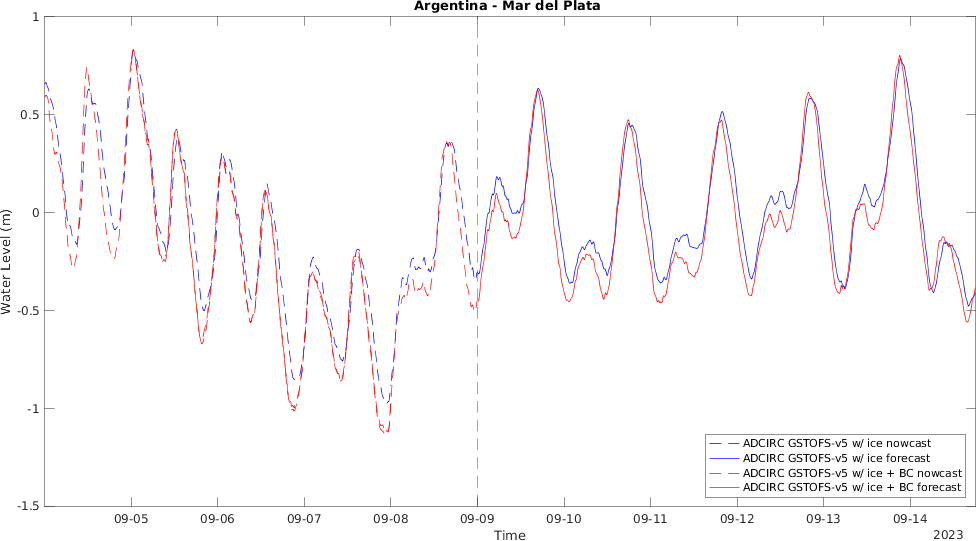 Argentina - Mar del Plata
1
0.5
0
-0.5
-1
-1.5
Water Level (m)
09-05 09-06 09-07 09-08 09-09 09-10 09-11 09-12 09-13 09-14
Time
2023
ADCIRC GSTOFS-v5 w/ ice nowcast
ADCIRC GSTOFS-v5 w/ ice forecast
ADCIRC GSTOFS-v5 w/ ice + BC nowcast
ADCIRC GSTOFS-v5 w/ ice + BC forecast